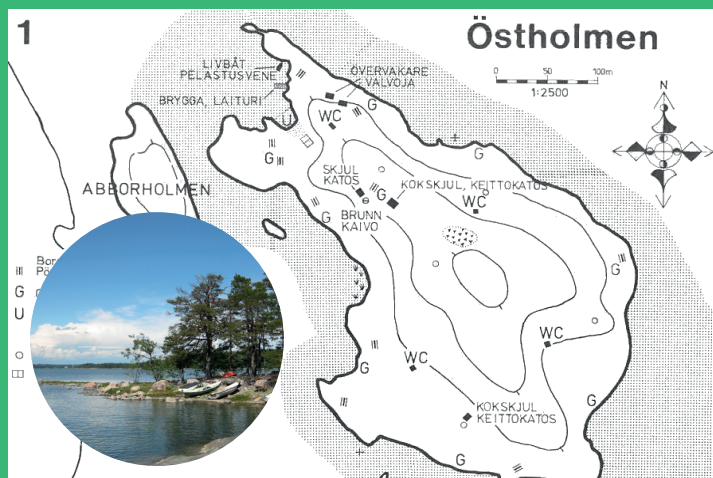 1
Östholmen
0 50 100m
1:2500
N
LIVBÅT
PELASTUSVENE
BRYGGA, LAITURI
ÖVERVAKARE
VALVOJA
G
U
WC
G
G
ABBORHOLMEN
SKJUL
KATOS
G
KOKSKJUL, KEITTOKATOS
WC
G
BRUNN
KAIVO
G
G
U
WC
WC
G
G
KOKSKJUL
KEITTOKATOS
G